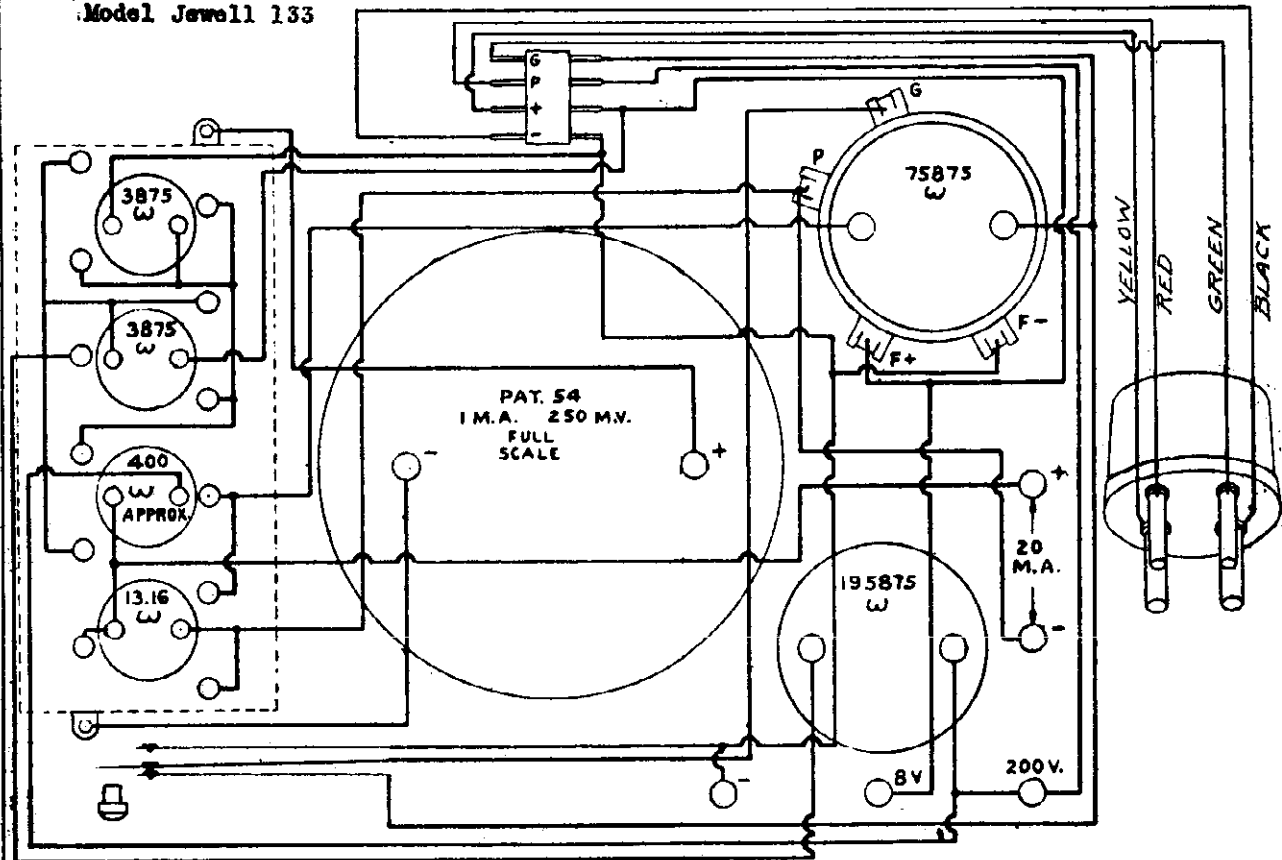 Model Jewell 133
G
P
+
-
G
P
75875
ω
F+
F-
YELLOW
RED
GREEN
BLACK
3875
ω
3875
ω
400
ω
APPROX.
13.16
ω
PAT. 54
1 M.A. 250 M.V.
FULL
SCALE
-
+
+
20
M.A.
-
195875
ω
-
8V
200V.